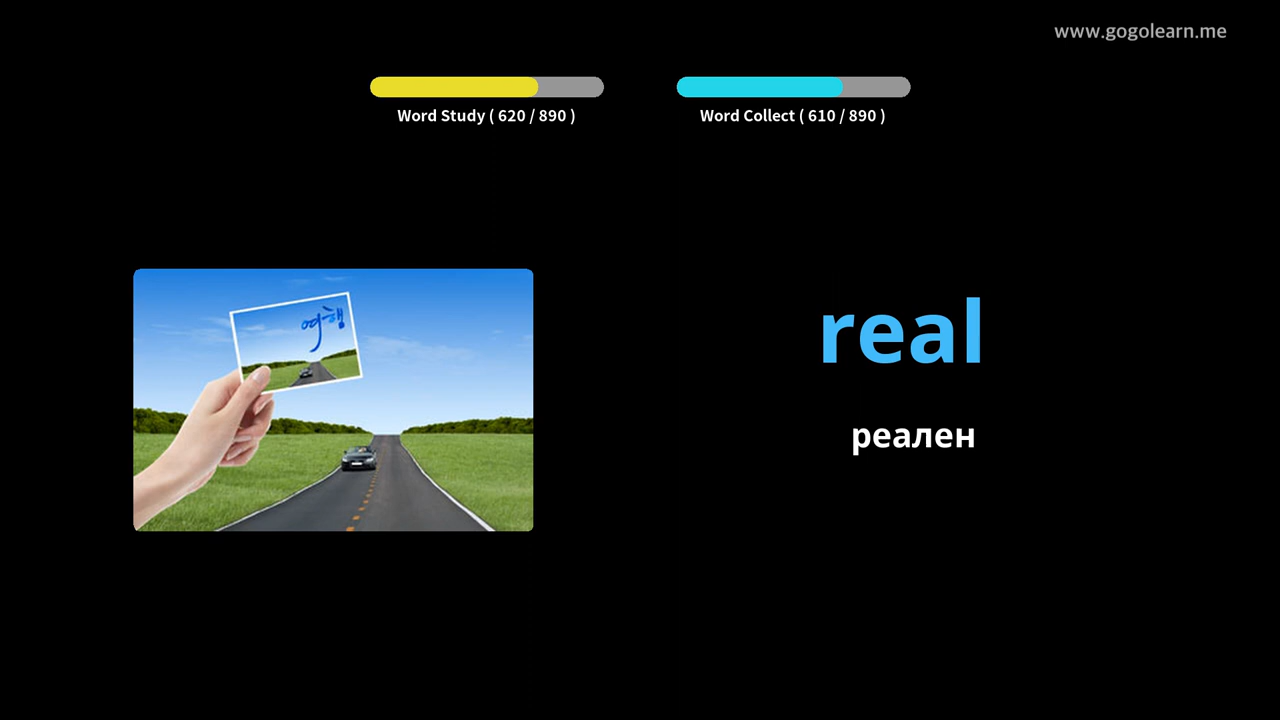 www.gogolearn.me
Word Study ( 620 / 890 )
Word Collect ( 610 / 890 )
여행
real
реален